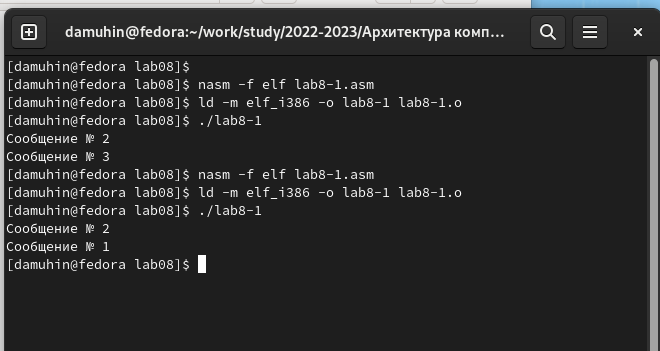 damuhin@fedora:~/work/study/2022-2023/Архитектура комп...
[damuhin@fedora lab08]$
[damuhin@fedora lab08]$ nasm -f elf lab8-1.asm
[damuhin@fedora lab08]$ ld -m elf_i386 -o lab8-1 lab8-1.o
[damuhin@fedora lab08]$ ./lab8-1
Сообщение № 2
Сообщение № 3
[damuhin@fedora lab08]$ nasm -f elf lab8-1.asm
[damuhin@fedora lab08]$ ld -m elf_i386 -o lab8-1 lab8-1.o
[damuhin@fedora lab08]$ ./lab8-1
Сообщение № 2
Сообщение № 1
[damuhin@fedora lab08]$